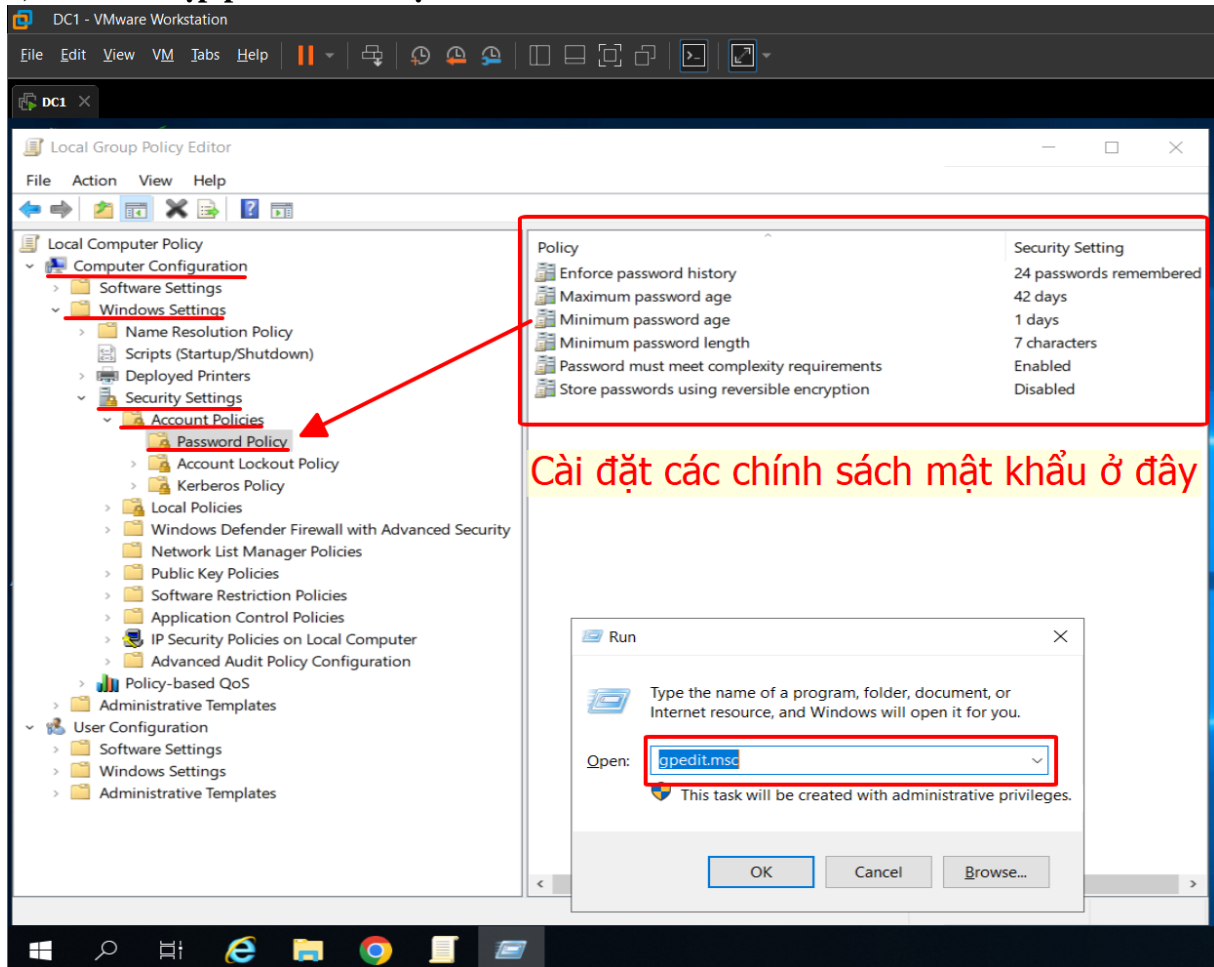 DC1 - VMware Workstation
File Edit View VM Tabs Help
DC1
Local Group Policy Editor
File Action View Help
Local Computer Policy
Computer Configuration
Software Settings
Windows Settings
Name Resolution Policy
Scripts (Startup/Shutdown)
Deployed Printers
Security Settings
Account Policies
Password Policy
Account Lockout Policy
Kerberos Policy
Local Policies
Windows Defender Firewall with Advanced Security
Network List Manager Policies
Public Key Policies
Software Restriction Policies
Application Control Policies
IP Security Policies on Local Computer
Advanced Audit Policy Configuration
Policy-based QoS
Administrative Templates
User Configuration
Software Settings
Windows Settings
Administrative Templates
Policy Security Setting
Enforce password history 24 passwords remembered
Maximum password age 42 days
Minimum password age 1 days
Minimum password length 7 characters
Password must meet complexity requirements Enabled
Store passwords using reversible encryption Disabled
Cài đặt các chính sách mật khẩu ở đây
Run
Type the name of a program, folder, document, or
Internet resource, and Windows will open it for you.
Open: gpedit.msc
This task will be created with administrative privileges.
OK Cancel Browse...